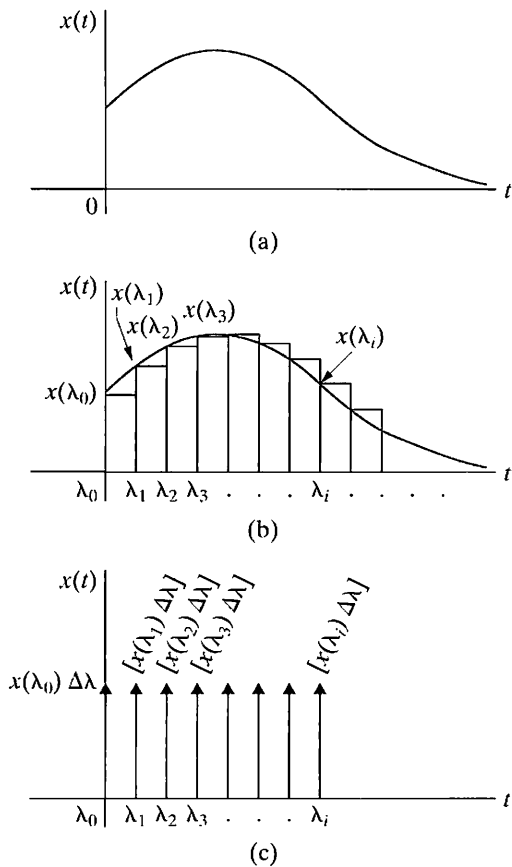 x(t)
t
0
(a)
x(t)
x(λ₁)
x(λ₂)
x(λ₃)
x(λᵢ)
x(λ₀)
t
λ₀ λ₁ λ₂ λ₃ . . . λᵢ . . . .
(b)
x(t)
[x(λ₁) Δλ]
[x(λ₂) Δλ]
[x(λ₃) Δλ]
[x(λᵢ) Δλ]
x(λ₀) Δλ
t
λ₀ λ₁ λ₂ λ₃ . . . λᵢ
(c)